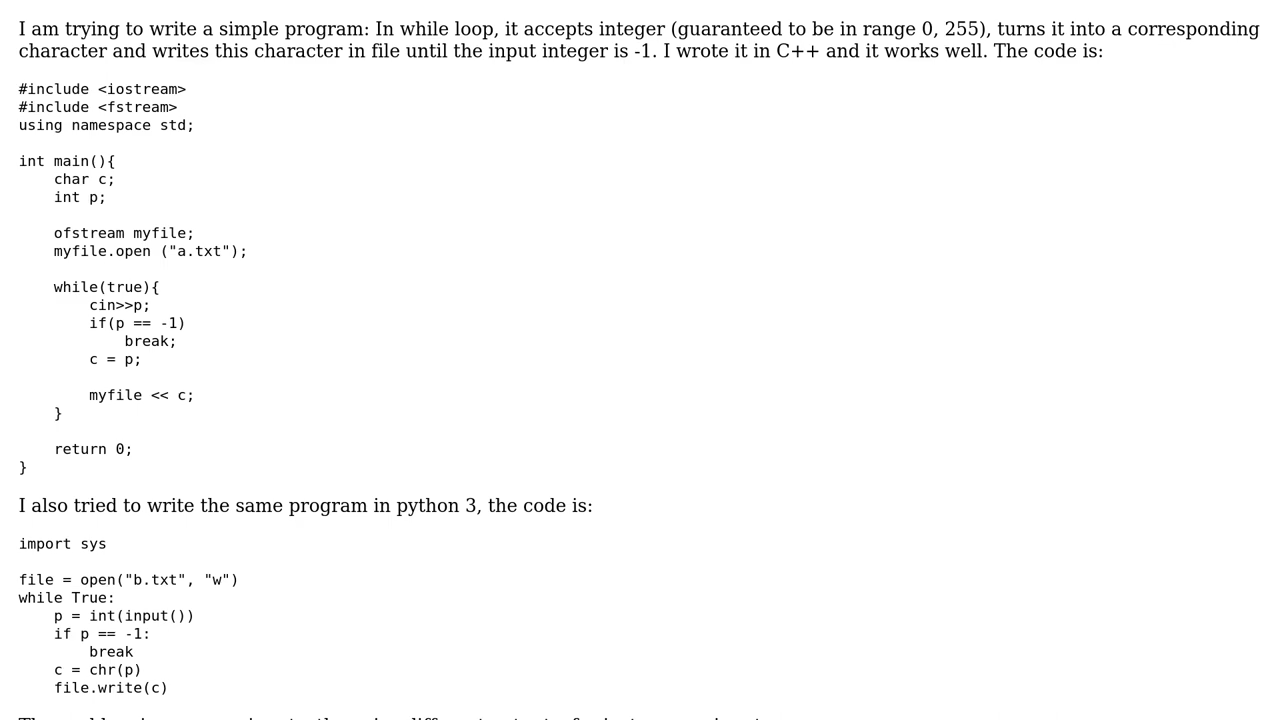 I am trying to write a simple program: In while loop, it accepts integer (guaranteed to be in range 0, 255), turns it into a corresponding
character and writes this character in file until the input integer is -1. I wrote it in C++ and it works well. The code is:
#include <iostream>
#include <fstream>
using namespace std;
int main(){
    char c;
    int p;
    ofstream myfile;
    myfile.open ("a.txt");
    while(true){
        cin>>p;
        if(p == -1)
            break;
        c = p;
        myfile << c;
    }
    return 0;
}
I also tried to write the same program in python 3, the code is:
import sys
file = open("b.txt", "w")
while True:
    p = int(input())
    if p == -1:
        break
    c = chr(p)
    file.write(c)